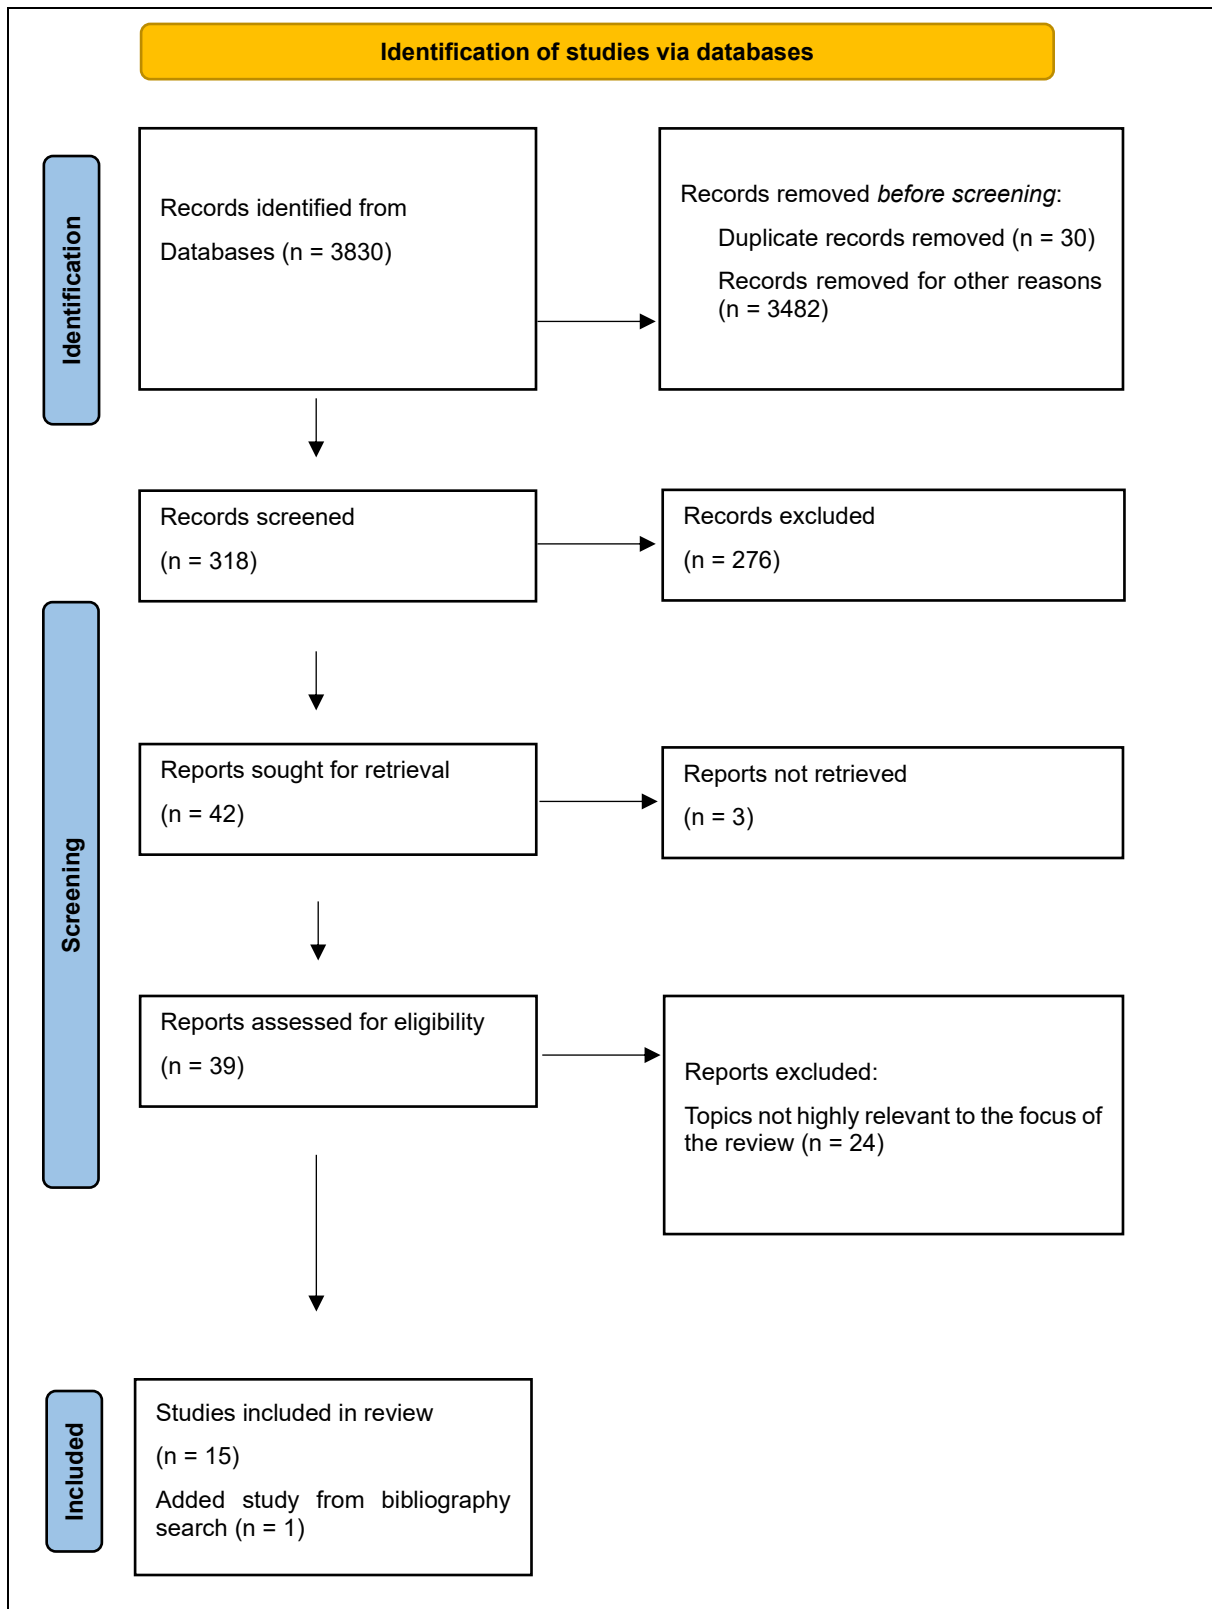 Identification of studies via databases
Identification
Records identified from
Databases (n = 3830)
Records removed before screening:
Duplicate records removed (n = 30)
Records removed for other reasons
(n = 3482)
Records screened
(n = 318)
Records excluded
(n = 276)
Screening
Reports sought for retrieval
(n = 42)
Reports not retrieved
(n = 3)
Reports assessed for eligibility
(n = 39)
Reports excluded:
Topics not highly relevant to the focus of
the review (n = 24)
Included
Studies included in review
(n = 15)
Added study from bibliography
search (n = 1)